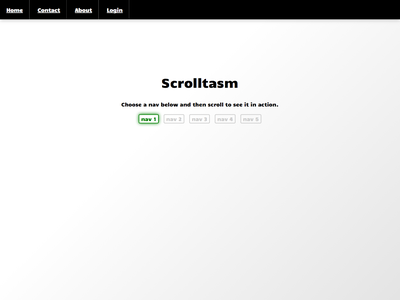 Home Contact About Login
Scrolltasm
Choose a nav below and then scroll to see it in action.
nav 1 nav 2 nav 3 nav 4 nav 5